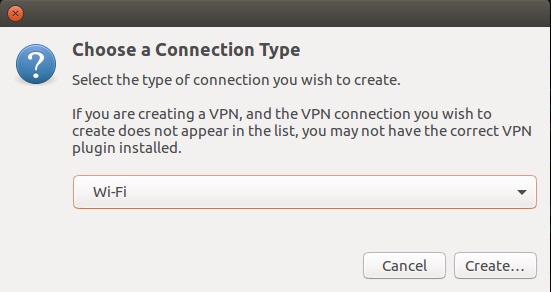 Choose a Connection Type
Select the type of connection you wish to create.
If you are creating a VPN, and the VPN connection you wish to
create does not appear in the list, you may not have the correct VPN
plugin installed.
Wi-Fi
Cancel
Create...